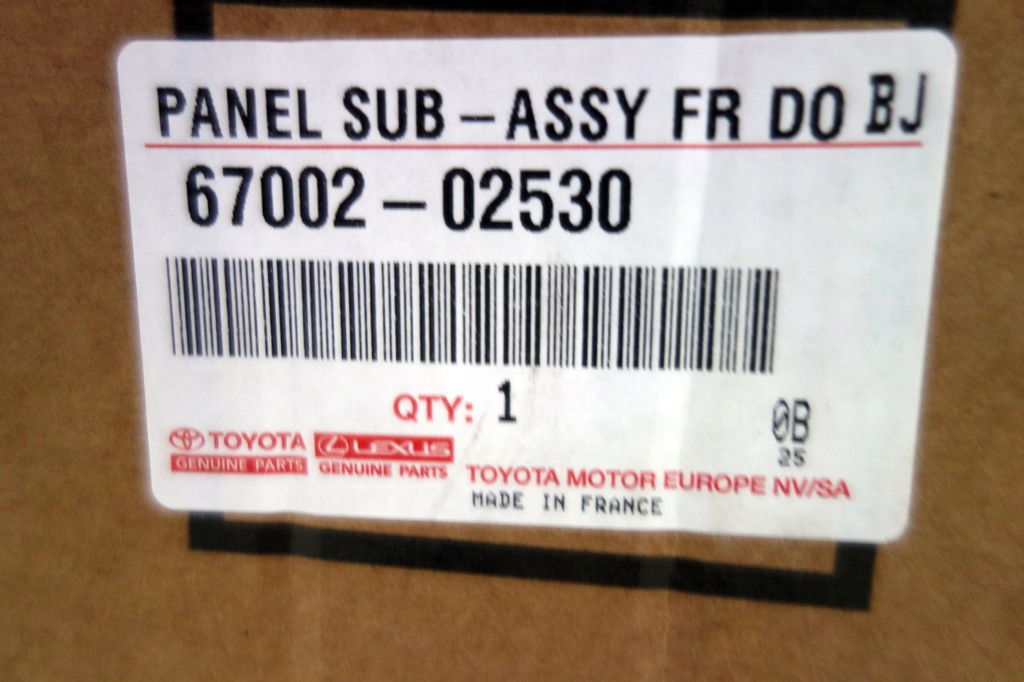 PANEL SUB-ASSY FR DO BJ
67002-02530
QTY: 1
0B
25
TOYOTA LEXUS
GENUINE PARTS GENUINE PARTS
TOYOTA MOTOR EUROPE NV/SA
MADE IN FRANCE